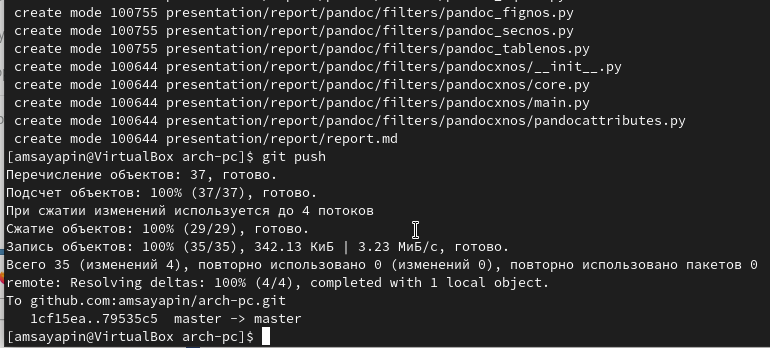 create mode 100755 presentation/report/pandoc/filters/pandoc_fignos.py
create mode 100755 presentation/report/pandoc/filters/pandoc_secnos.py
create mode 100755 presentation/report/pandoc/filters/pandoc_tablenos.py
create mode 100644 presentation/report/pandoc/filters/pandocxnos/__init__.py
create mode 100644 presentation/report/pandoc/filters/pandocxnos/core.py
create mode 100644 presentation/report/pandoc/filters/pandocxnos/main.py
create mode 100644 presentation/report/pandoc/filters/pandocxnos/pandocattributes.py
create mode 100644 presentation/report/report.md
[amsayapin@VirtualBox arch-pc]$ git push
Перечисление объектов: 37, готово.
Подсчет объектов: 100% (37/37), готово.
При сжатии изменений используется до 4 потоков
Сжатие объектов: 100% (29/29), готово.
Запись объектов: 100% (35/35), 342.13 КиБ | 3.23 МиБ/с, готово.
Всего 35 (изменений 4), повторно использовано 0 (изменений 0), повторно использовано пакетов 0
remote: Resolving deltas: 100% (4/4), completed with 1 local object.
To github.com:amsayapin/arch-pc.git
1cf15ea..79535c5  master -> master
[amsayapin@VirtualBox arch-pc]$